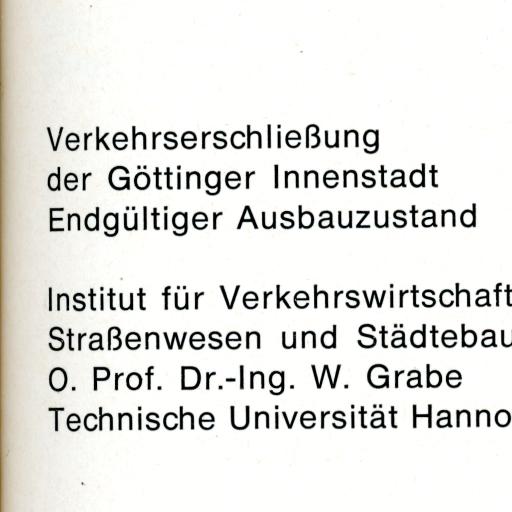 Verkehrserschließung
der Göttinger Innenstadt
Endgültiger Ausbauzustand
Institut für Verkehrswirtschaft
Straßenwesen und Städtebau
O. Prof. Dr.-Ing. W. Grabe
Technische Universität Hanno